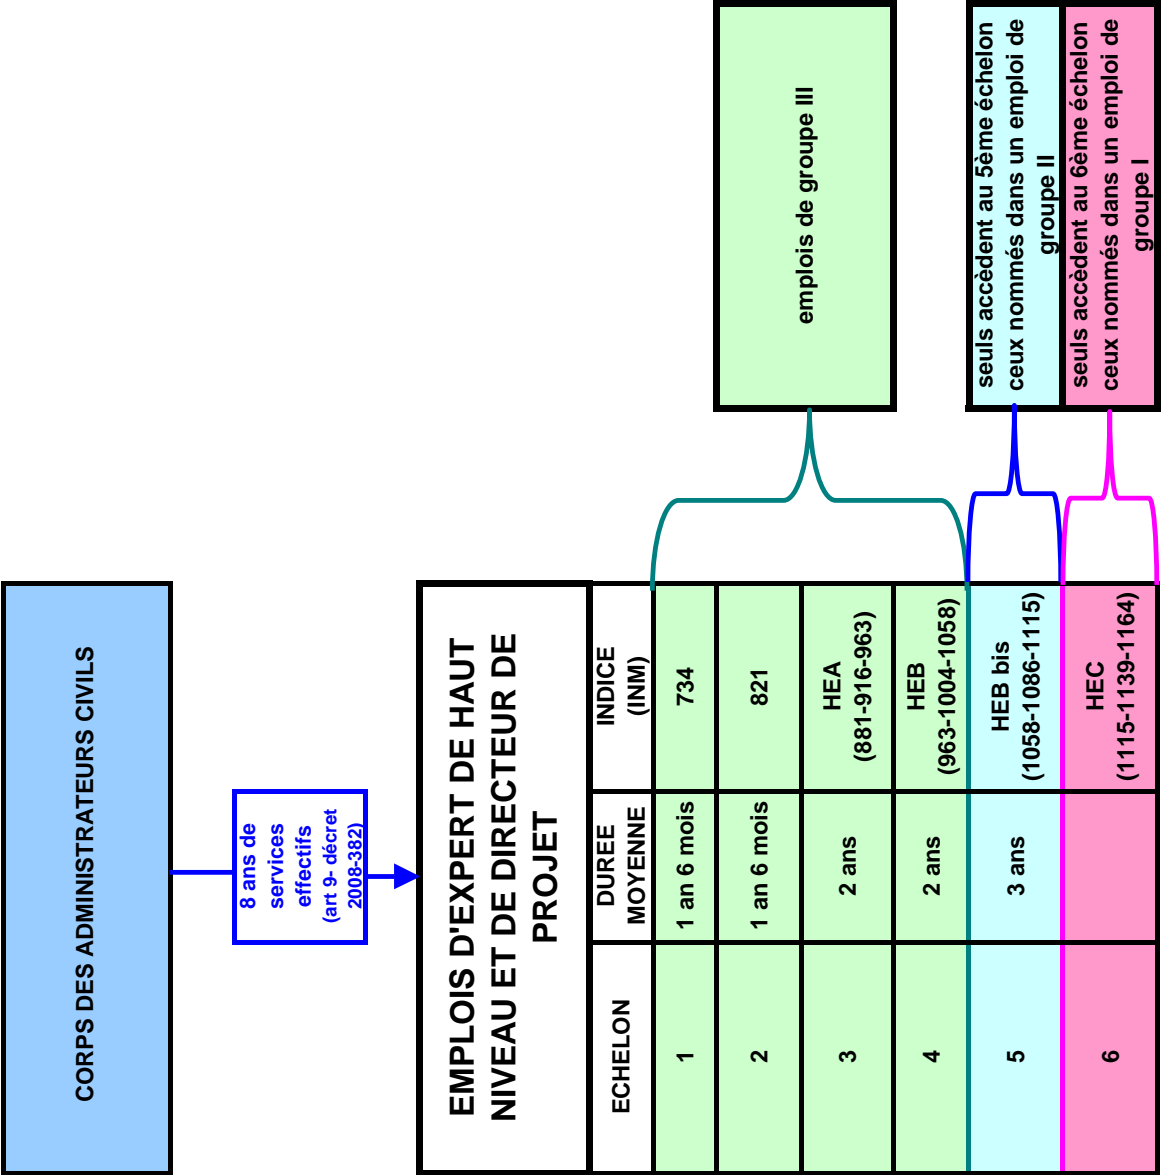 CORPS DES ADMINISTRATEURS CIVILS
8 ans de
services
effectifs
(art 9- décret
2008-382)
EMPLOIS D'EXPERT DE HAUT
NIVEAU ET DE DIRECTEUR DE
PROJET
ECHELON
DUREE
MOYENNE
INDICE
(INM)
1
1 an 6 mois
734
2
1 an 6 mois
821
3
2 ans
HEA
(881-916-963)
4
2 ans
HEB
(963-1004-1058)
5
3 ans
HEB bis
(1058-1086-1115)
6
HEC
(1115-1139-1164)
emplois de groupe III
seuls accèdent au 5ème échelon
ceux nommés dans un emploi de
groupe II
seuls accèdent au 6ème échelon
ceux nommés dans un emploi de
groupe I